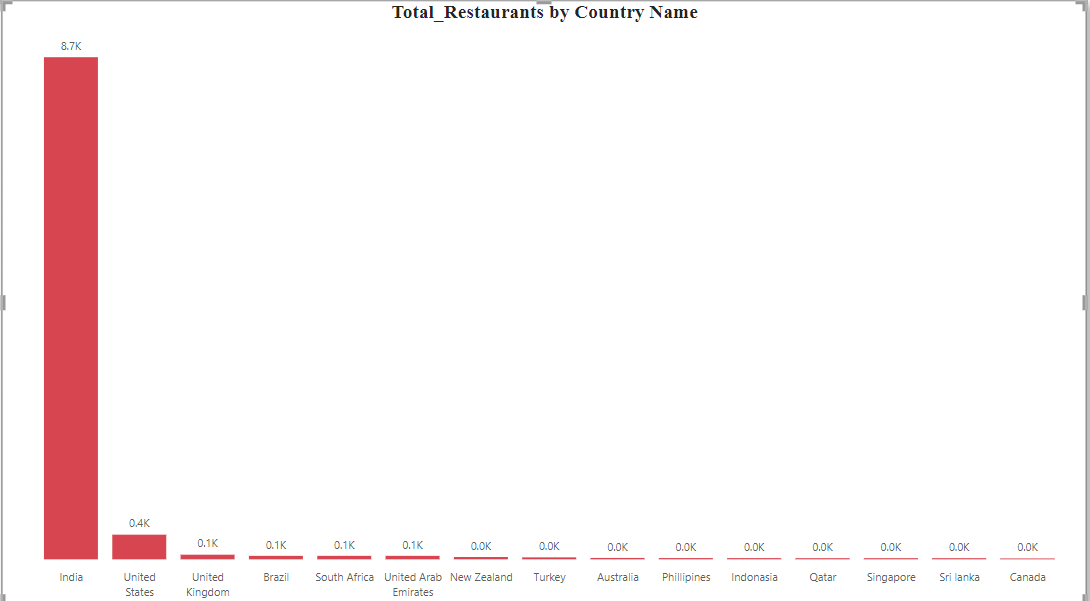 Total_Restaurants by Country Name
8.7K
0.4K
0.1K
0.1K
0.1K
0.1K
0.0K
0.0K
0.0K
0.0K
0.0K
0.0K
0.0K
0.0K
0.0K
India
United
States
United
Kingdom
Brazil
South Africa
United Arab
Emirates
New Zealand
Turkey
Australia
Phillipines
Indonasia
Qatar
Singapore
Sri lanka
Canada